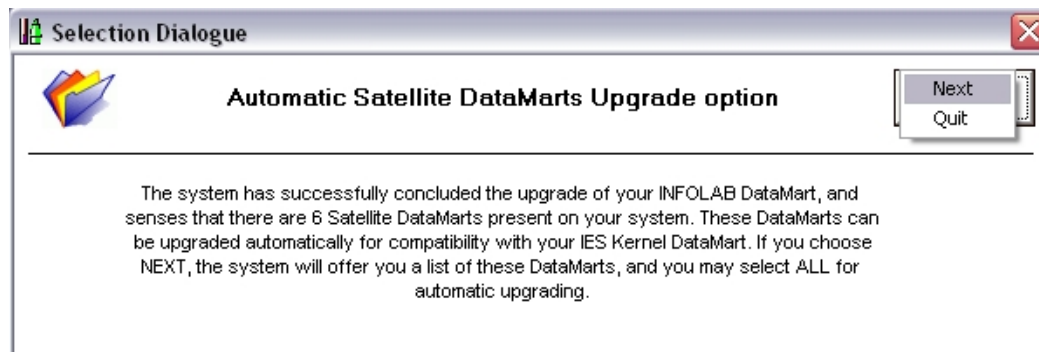 Selection Dialogue
Automatic Satellite DataMarts Upgrade option
Next
Quit
The system has successfully concluded the upgrade of your INFOLAB DataMart, and
senses that there are 6 Satellite DataMarts present on your system. These DataMarts can
be upgraded automatically for compatibility with your IES Kernel DataMart. If you choose
NEXT, the system will offer you a list of these DataMarts, and you may select ALL for
automatic upgrading.